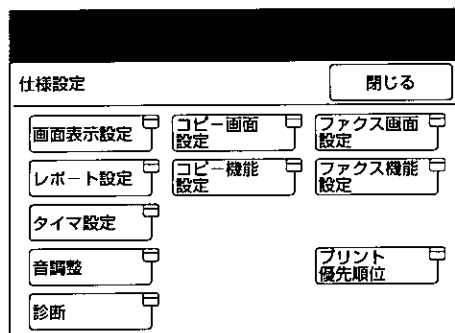 仕様設定
閉じる
画面表示設定
コピー画面
設定
ファクス画面
設定
レポート設定
コピー機能
設定
ファクス機能
設定
タイマ設定
音調整
プリント
優先順位
診断